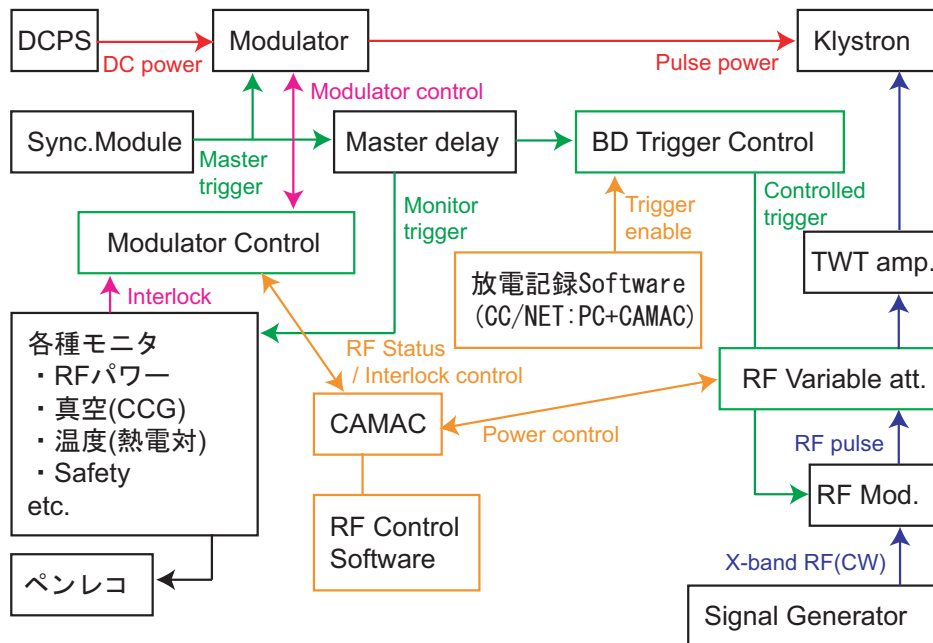 DCPS
Modulator
Klystron
DC power
Pulse power
Modulator control
Sync.Module
Master delay
BD Trigger Control
Master
trigger
Monitor
trigger
Trigger
enable
Controlled
trigger
Modulator Control
放電記録Software
(CC/NET:PC+CAMAC)
TWT amp.
Interlock
各種モニタ
・RFパワー
・真空(CCG)
・温度(熱電対)
・Safety
etc.
RF Status
/ Interlock control
RF Variable att.
CAMAC
Power control
RF pulse
RF Mod.
RF Control
Software
ペンレコ
X-band RF(CW)
Signal Generator